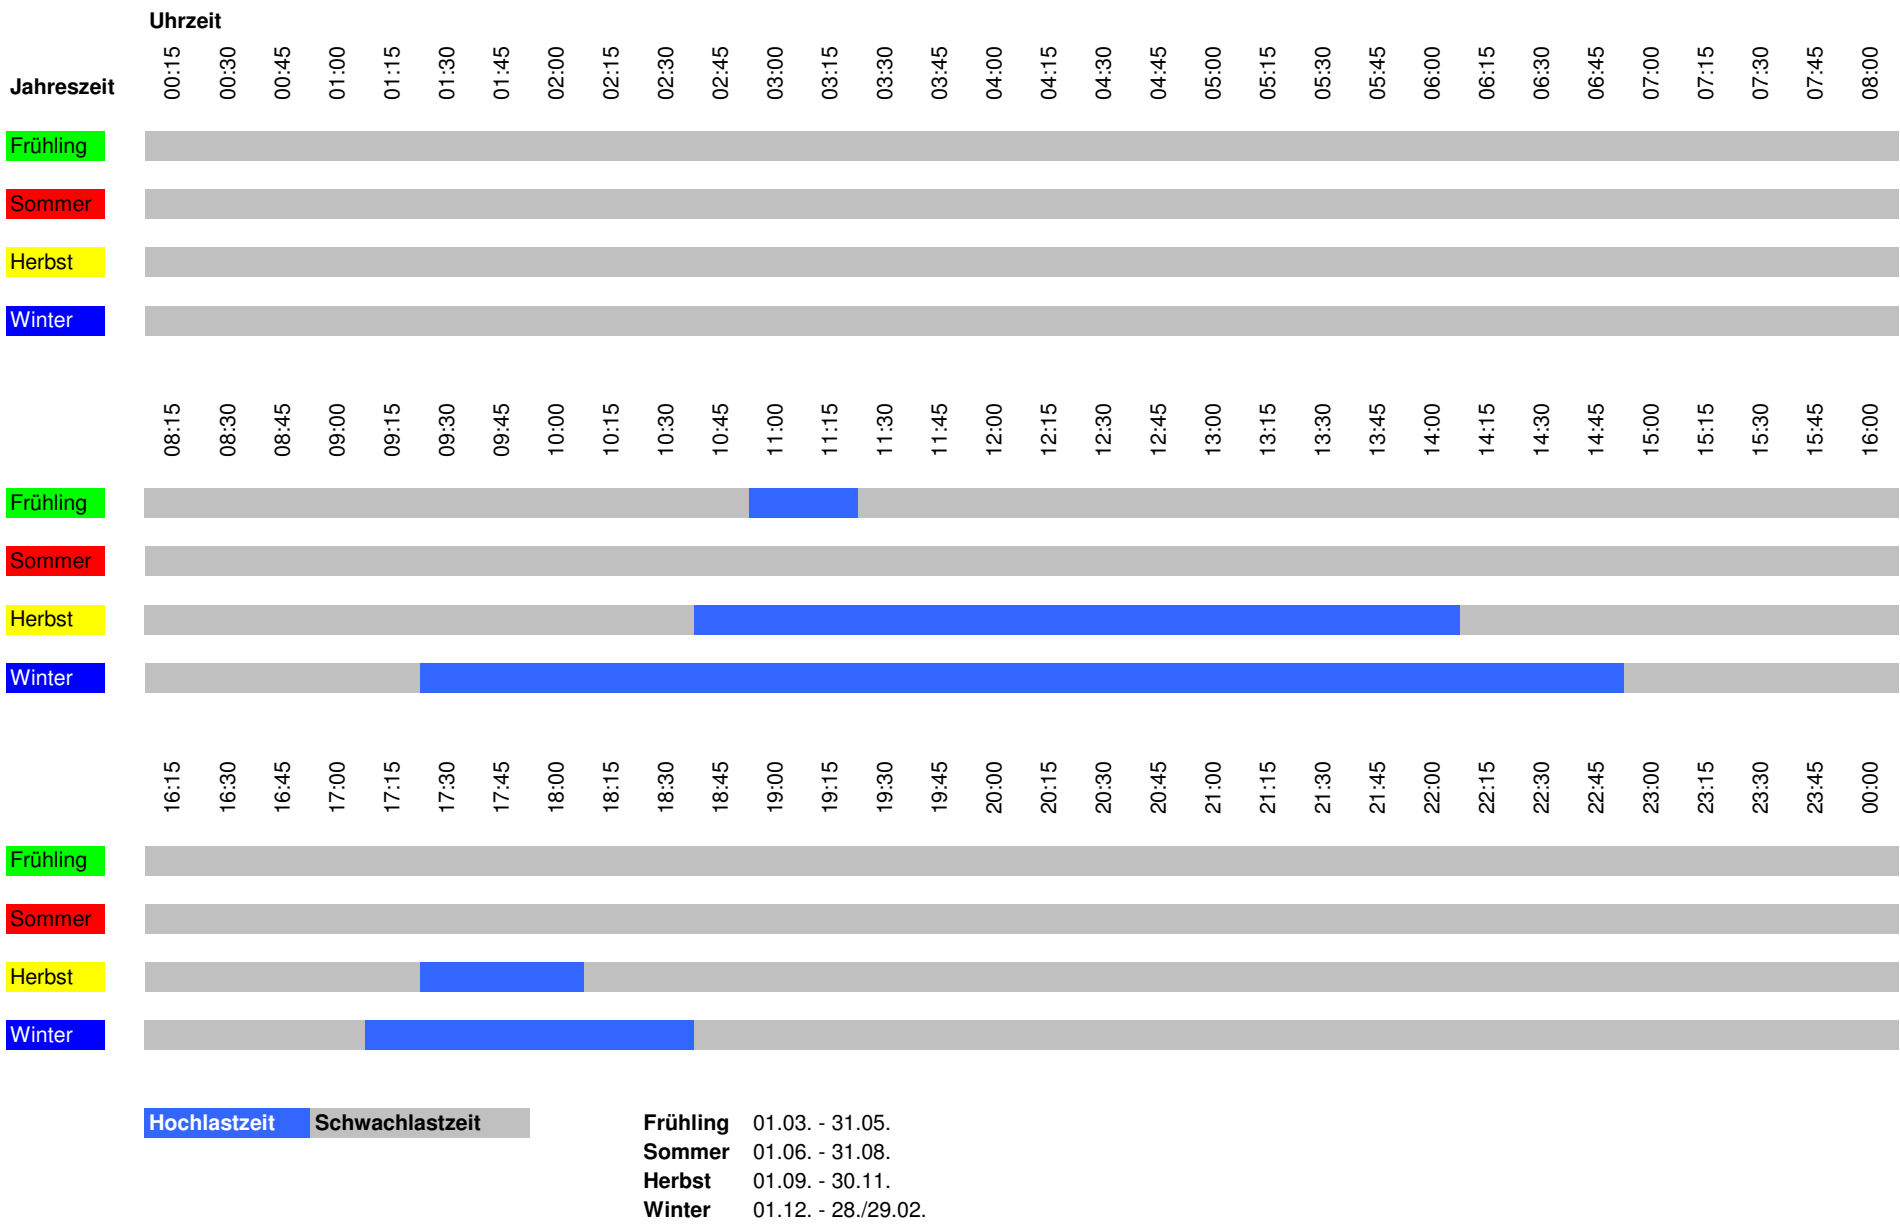 Uhrzeit
Jahreszeit 00:15 00:30 00:45 01:00 01:15 01:30 01:45 02:00 02:15 02:30 02:45 03:00 03:15 03:30 03:45 04:00 04:15 04:30 04:45 05:00 05:15 05:30 05:45 06:00 06:15 06:30 06:45 07:00 07:15 07:30 07:45 08:00
Frühling
Sommer
Herbst
Winter
08:15 08:30 08:45 09:00 09:15 09:30 09:45 10:00 10:15 10:30 10:45 11:00 11:15 11:30 11:45 12:00 12:15 12:30 12:45 13:00 13:15 13:30 13:45 14:00 14:15 14:30 14:45 15:00 15:15 15:30 15:45 16:00
Frühling
Sommer
Herbst
Winter
16:15 16:30 16:45 17:00 17:15 17:30 17:45 18:00 18:15 18:30 18:45 19:00 19:15 19:30 19:45 20:00 20:15 20:30 20:45 21:00 21:15 21:30 21:45 22:00 22:15 22:30 22:45 23:00 23:15 23:30 23:45 00:00
Frühling
Sommer
Herbst
Winter
Hochlastzeit Schwachlastzeit Frühling 01.03. - 31.05.
Sommer 01.06. - 31.08.
Herbst 01.09. - 30.11.
Winter 01.12. - 28./29.02.